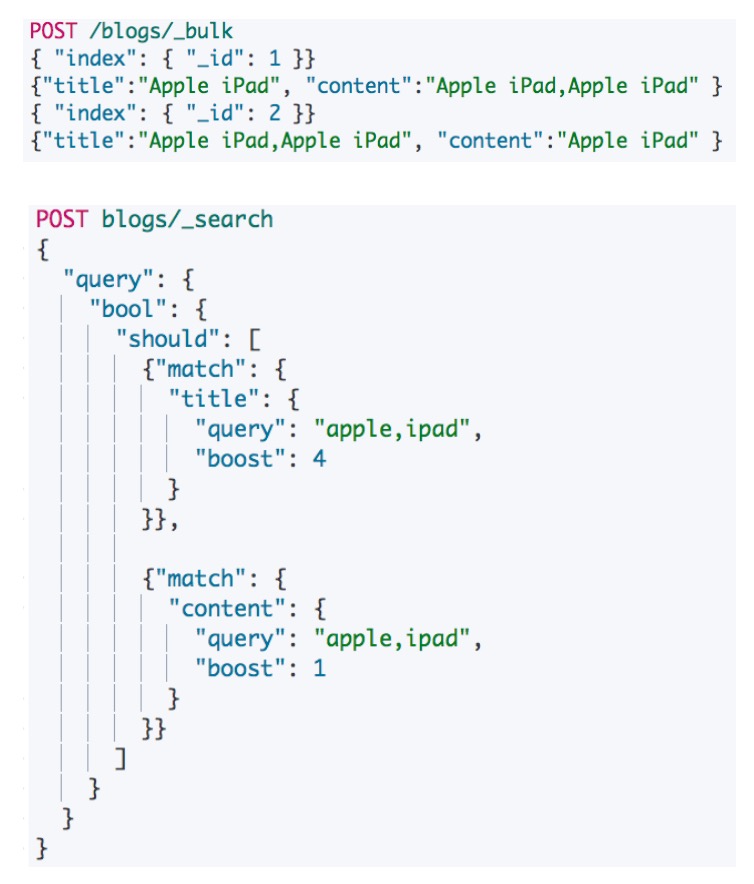 POST /blogs/_bulk
{ "index": { "_id": 1 }}
{"title":"Apple iPad", "content":"Apple iPad,Apple iPad" }
{ "index": { "_id": 2 }}
{"title":"Apple iPad,Apple iPad", "content":"Apple iPad" }
POST blogs/_search
{
  "query": {
    "bool": {
      "should": [
        {"match": {
          "title": {
            "query": "apple,ipad",
            "boost": 4
          }
        }},
        {"match": {
          "content": {
            "query": "apple,ipad",
            "boost": 1
          }
        }}
      ]
    }
  }
}